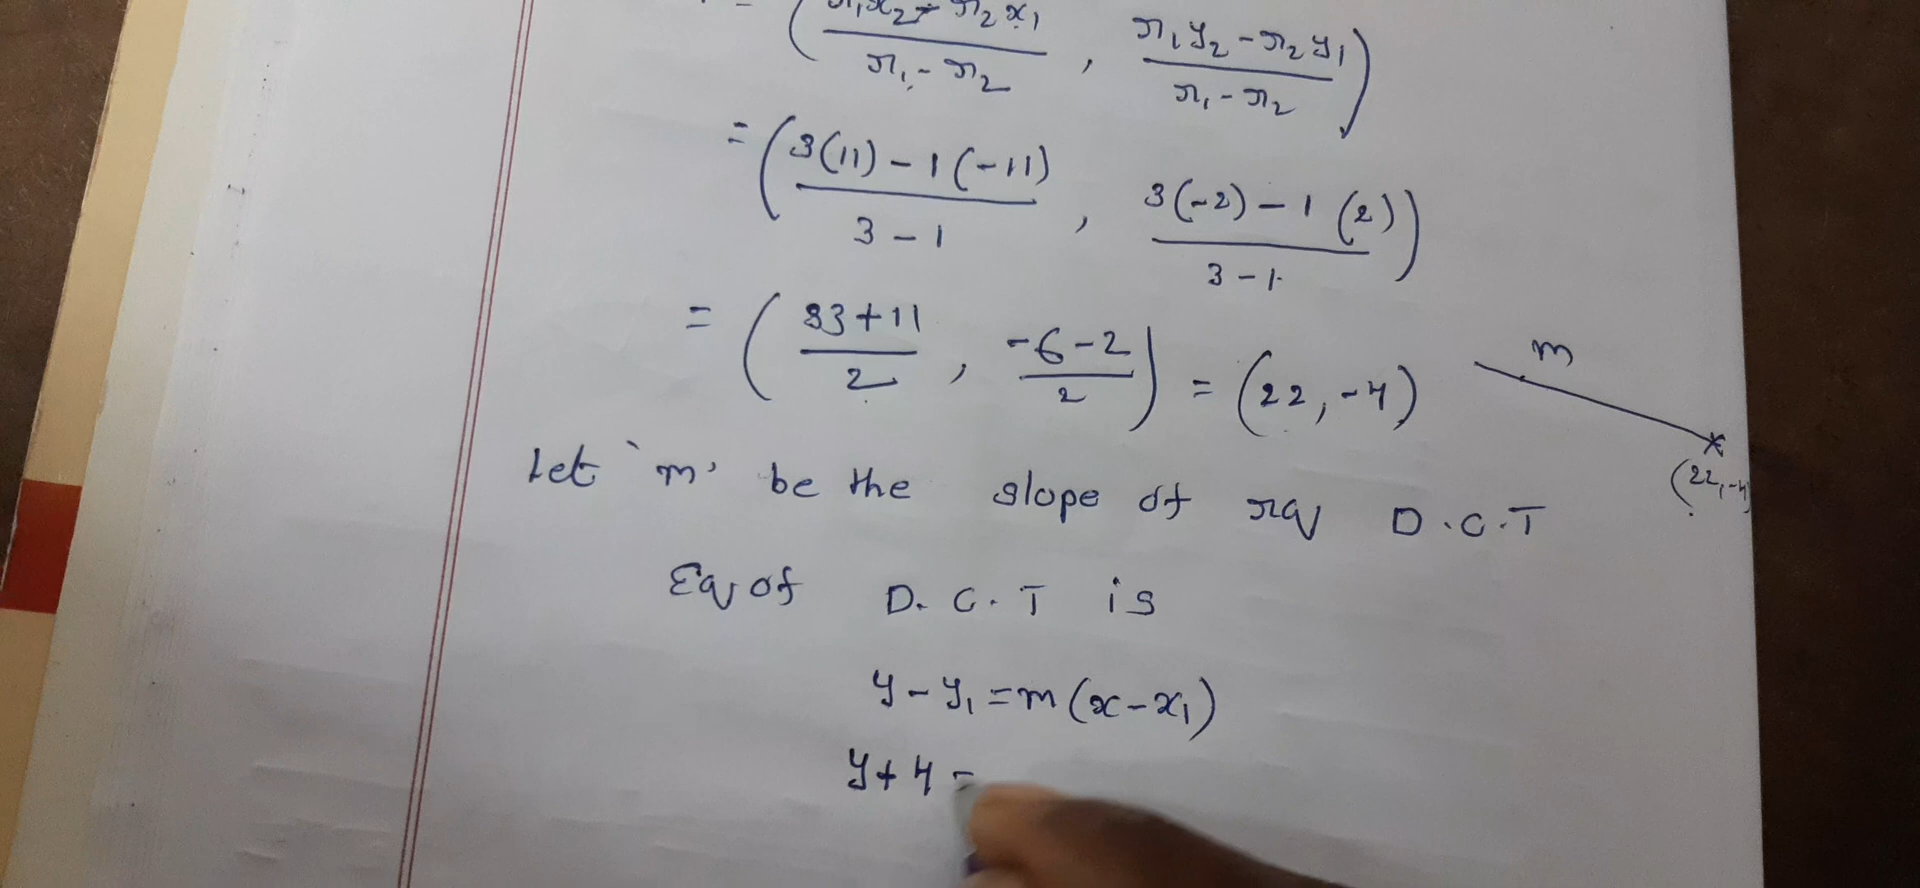 = ( (r₁x₂ - r₂x₁)/(r₁ - r₂) , (r₁y₂ - r₂y₁)/(r₁ - r₂) )
= ( (3(11) - 1(-11))/(3 - 1) , (3(-2) - 1(2))/(3 - 1) )
= ( (33 + 11)/2 , (-6 - 2)/2 ) = (22, -4)
m
(22, -4)
Let 'm' be the slope of rq D.C.T
Eq of D.C.T is
y - y₁ = m(x - x₁)
y + 4 =